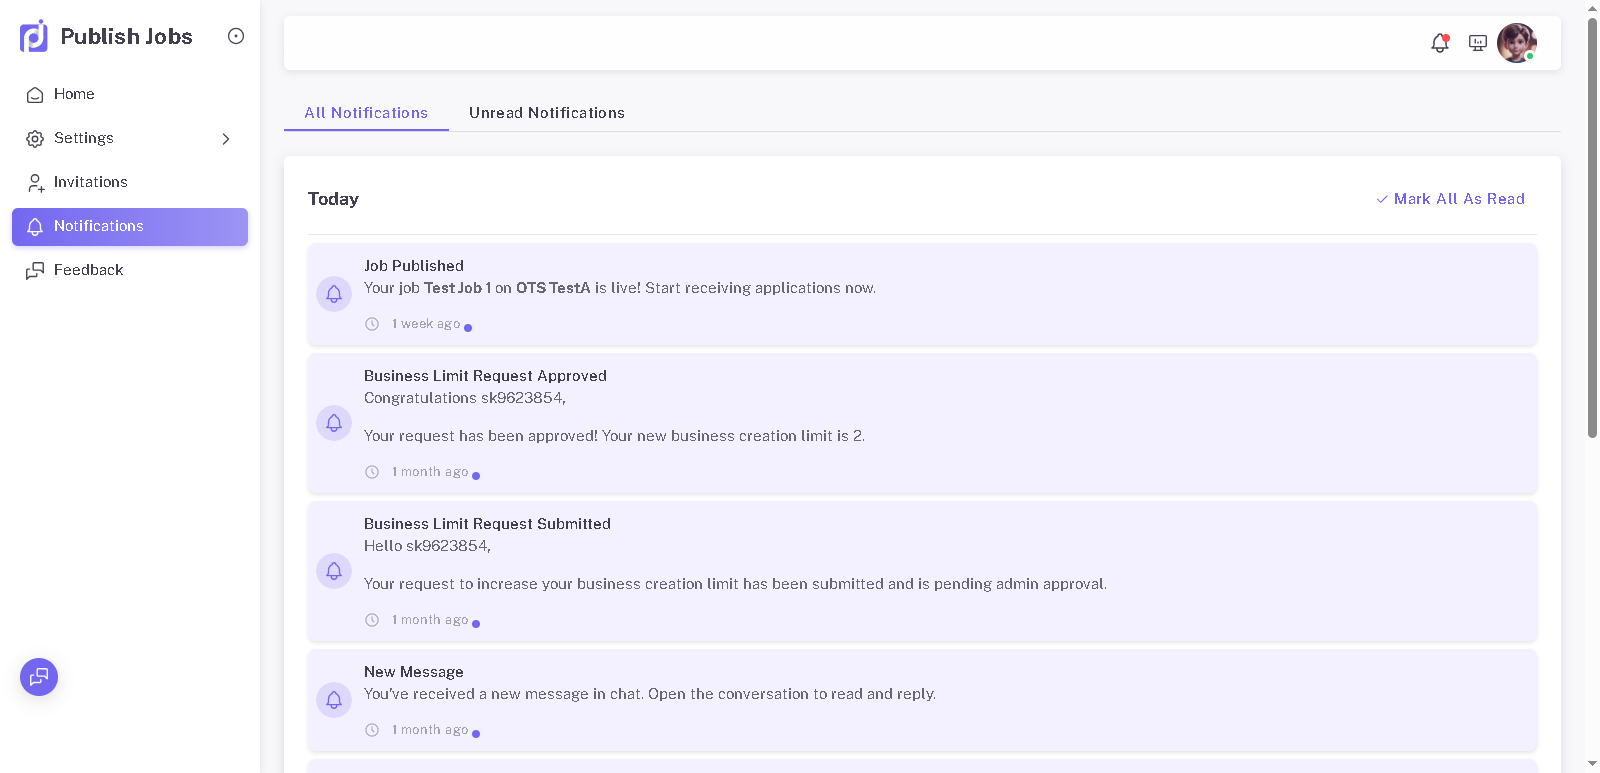 Publish Jobs
Home
Settings
Invitations
Notifications
Feedback
All Notifications
Unread Notifications
Today
Mark All As Read
Job Published
Your job Test Job 1 on OTS TestA is live! Start receiving applications now.
1 week ago
Business Limit Request Approved
Congratulations sk9623854,
Your request has been approved! Your new business creation limit is 2.
1 month ago
Business Limit Request Submitted
Hello sk9623854,
Your request to increase your business creation limit has been submitted and is pending admin approval.
1 month ago
New Message
You've received a new message in chat. Open the conversation to read and reply.
1 month ago